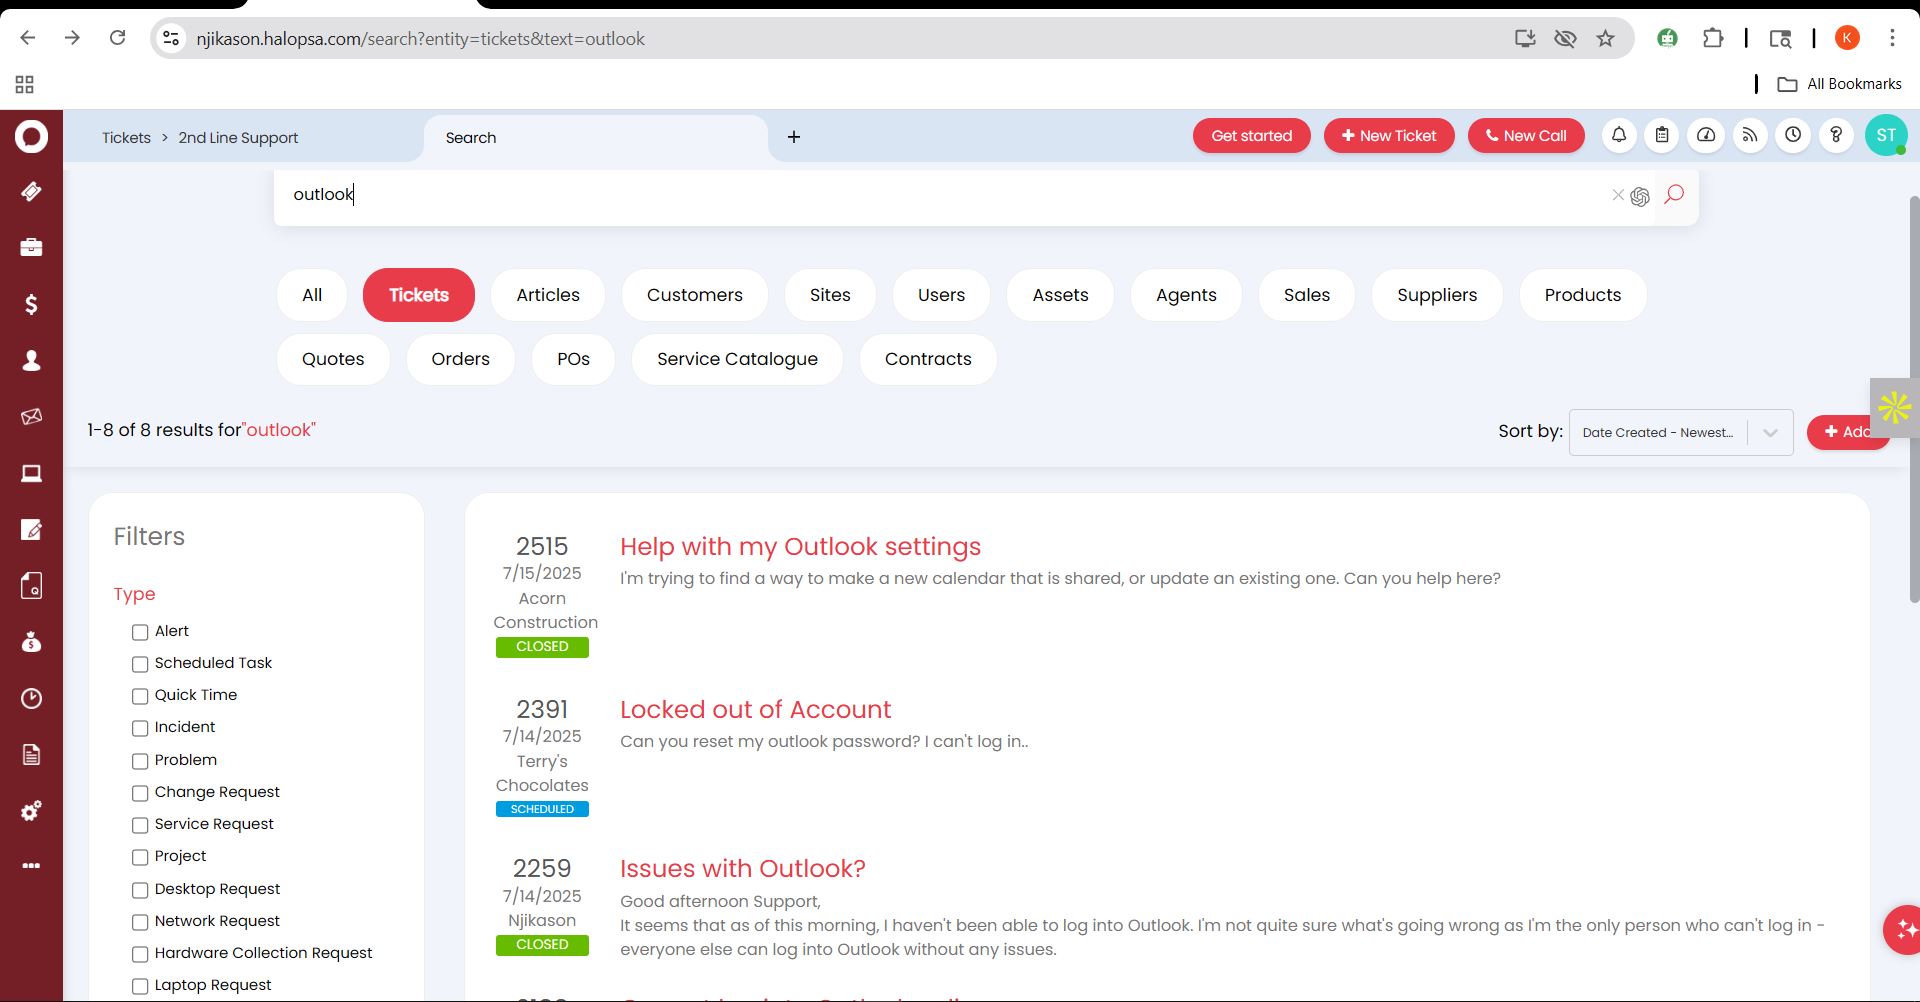 njikason.halopsa.com/search?entity=tickets&text=outlook
K
All Bookmarks
Tickets > 2nd Line Support
Search
+
Get started
+ New Ticket
New Call
?
ST
outlook
All
Tickets
Articles
Customers
Sites
Users
Assets
Agents
Sales
Suppliers
Products
Quotes
Orders
POs
Service Catalogue
Contracts
1-8 of 8 results for"outlook"
Sort by:
Date Created - Newest...
+ Add
Filters
Type
Alert
Scheduled Task
Quick Time
Incident
Problem
Change Request
Service Request
Project
Desktop Request
Network Request
Hardware Collection Request
Laptop Request
2515
7/15/2025
Acorn
Construction
CLOSED
Help with my Outlook settings
I'm trying to find a way to make a new calendar that is shared, or update an existing one. Can you help here?
2391
7/14/2025
Terry's
Chocolates
SCHEDULED
Locked out of Account
Can you reset my outlook password? I can't log in..
2259
7/14/2025
Njikason
CLOSED
Issues with Outlook?
Good afternoon Support,
It seems that as of this morning, I haven't been able to log into Outlook. I'm not quite sure what's going wrong as I'm the only person who can't log in -
everyone else can log into Outlook without any issues.